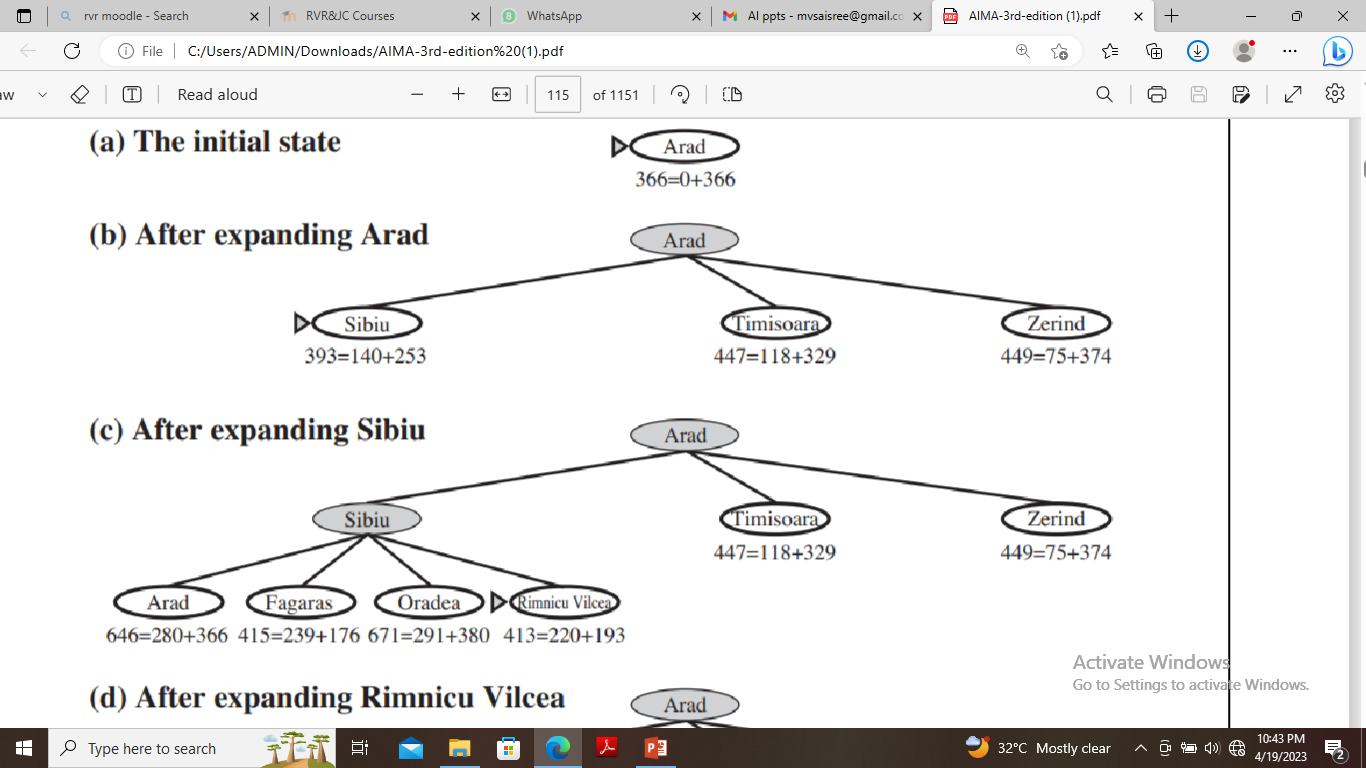 rvr moodle - Search
RVR&JC Courses
WhatsApp
AI ppts - mvsaisree@gmail.co
AIMA-3rd-edition (1).pdf
File
C:/Users/ADMIN/Downloads/AIMA-3rd-edition%20(1).pdf
aw
Read aloud
115
of 1151
(a) The initial state
Arad
366=0+366
(b) After expanding Arad
Arad
Sibiu
Timisoara
Zerind
393=140+253
447=118+329
449=75+374
(c) After expanding Sibiu
Arad
Sibiu
Timisoara
Zerind
447=118+329
449=75+374
Arad
Fagaras
Oradea
Rimnicu Vilcea
646=280+366
415=239+176
671=291+380
413=220+193
Activate Windows
Go to Settings to activate Windows.
(d) After expanding Rimnicu Vilcea
Arad
Type here to search
32°C Mostly clear
10:43 PM
4/19/2023
2